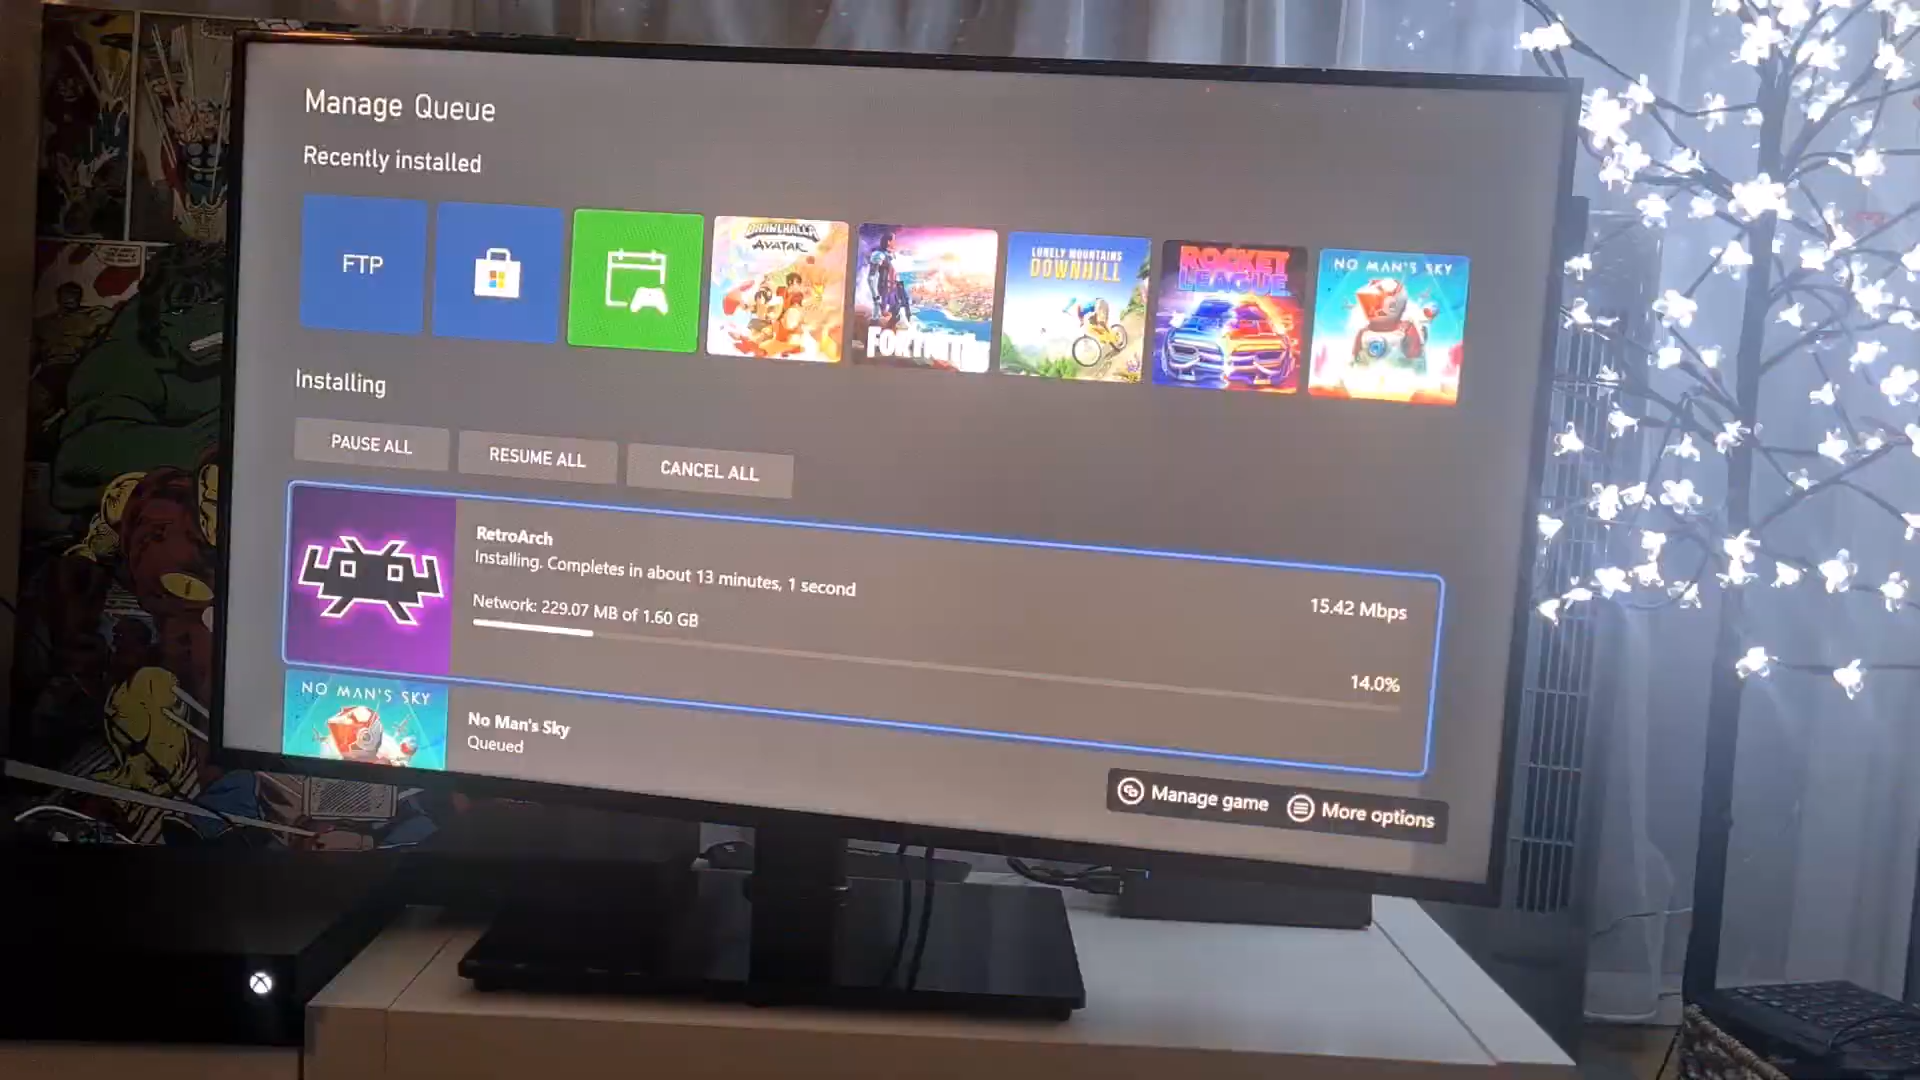 Manage Queue
Recently installed
FTP
BRAWLHALLA
AVATAR
FORTNITE
LONELY MOUNTAINS
DOWNHILL
ROCKET
LEAGUE
NO MAN'S SKY
Installing
PAUSE ALL
RESUME ALL
CANCEL ALL
RetroArch
Installing. Completes in about 13 minutes, 1 second
15.42 Mbps
Network: 229.07 MB of 1.60 GB
14.0%
NO MAN'S SKY
No Man's Sky
Queued
Manage game
More options